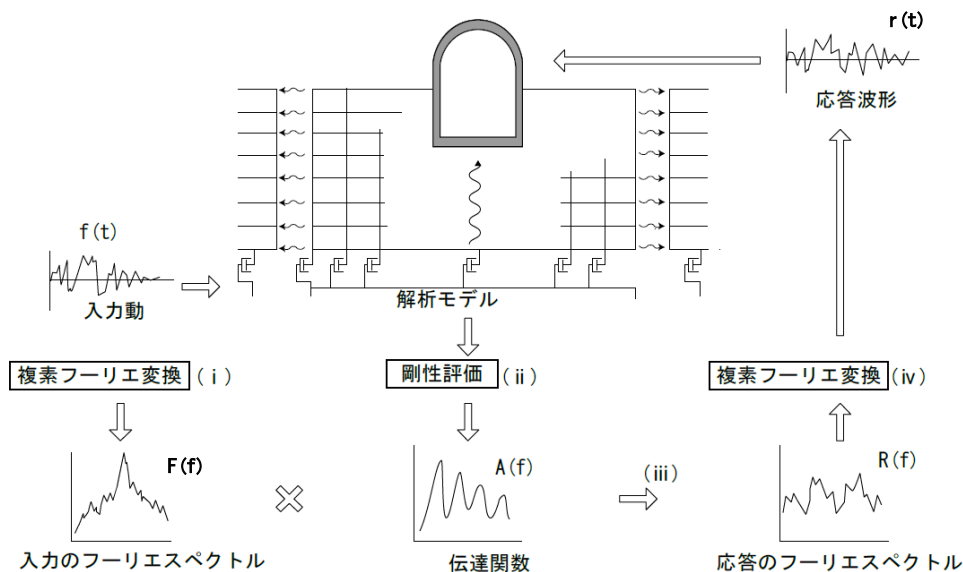 r(t)
応答波形
f(t)
入力動
解析モデル
複素フーリエ変換(ⅰ)
剛性評価(ⅱ)
複素フーリエ変換(ⅳ)
F(f)
A(f)
(ⅲ)
R(f)
入力のフーリエスペクトル
伝達関数
応答のフーリエスペクトル